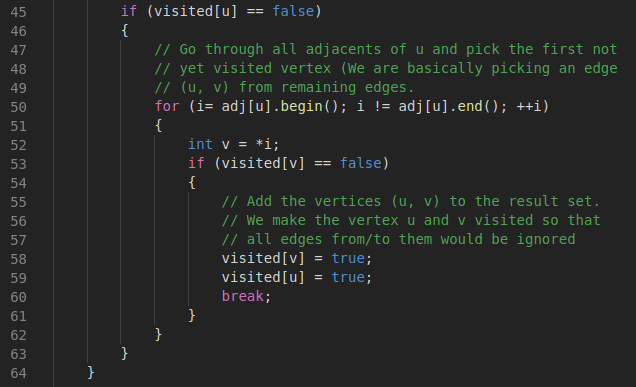 45 if (visited[u] == false)
46 {
47 // Go through all adjacents of u and pick the first not
48 // yet visited vertex (We are basically picking an edge
49 // (u, v) from remaining edges.
50 for (i= adj[u].begin(); i != adj[u].end(); ++i)
51 {
52 int v = *i;
53 if (visited[v] == false)
54 {
55 // Add the vertices (u, v) to the result set.
56 // We make the vertex u and v visited so that
57 // all edges from/to them would be ignored
58 visited[v] = true;
59 visited[u] = true;
60 break;
61 }
62 }
63 }
64 }